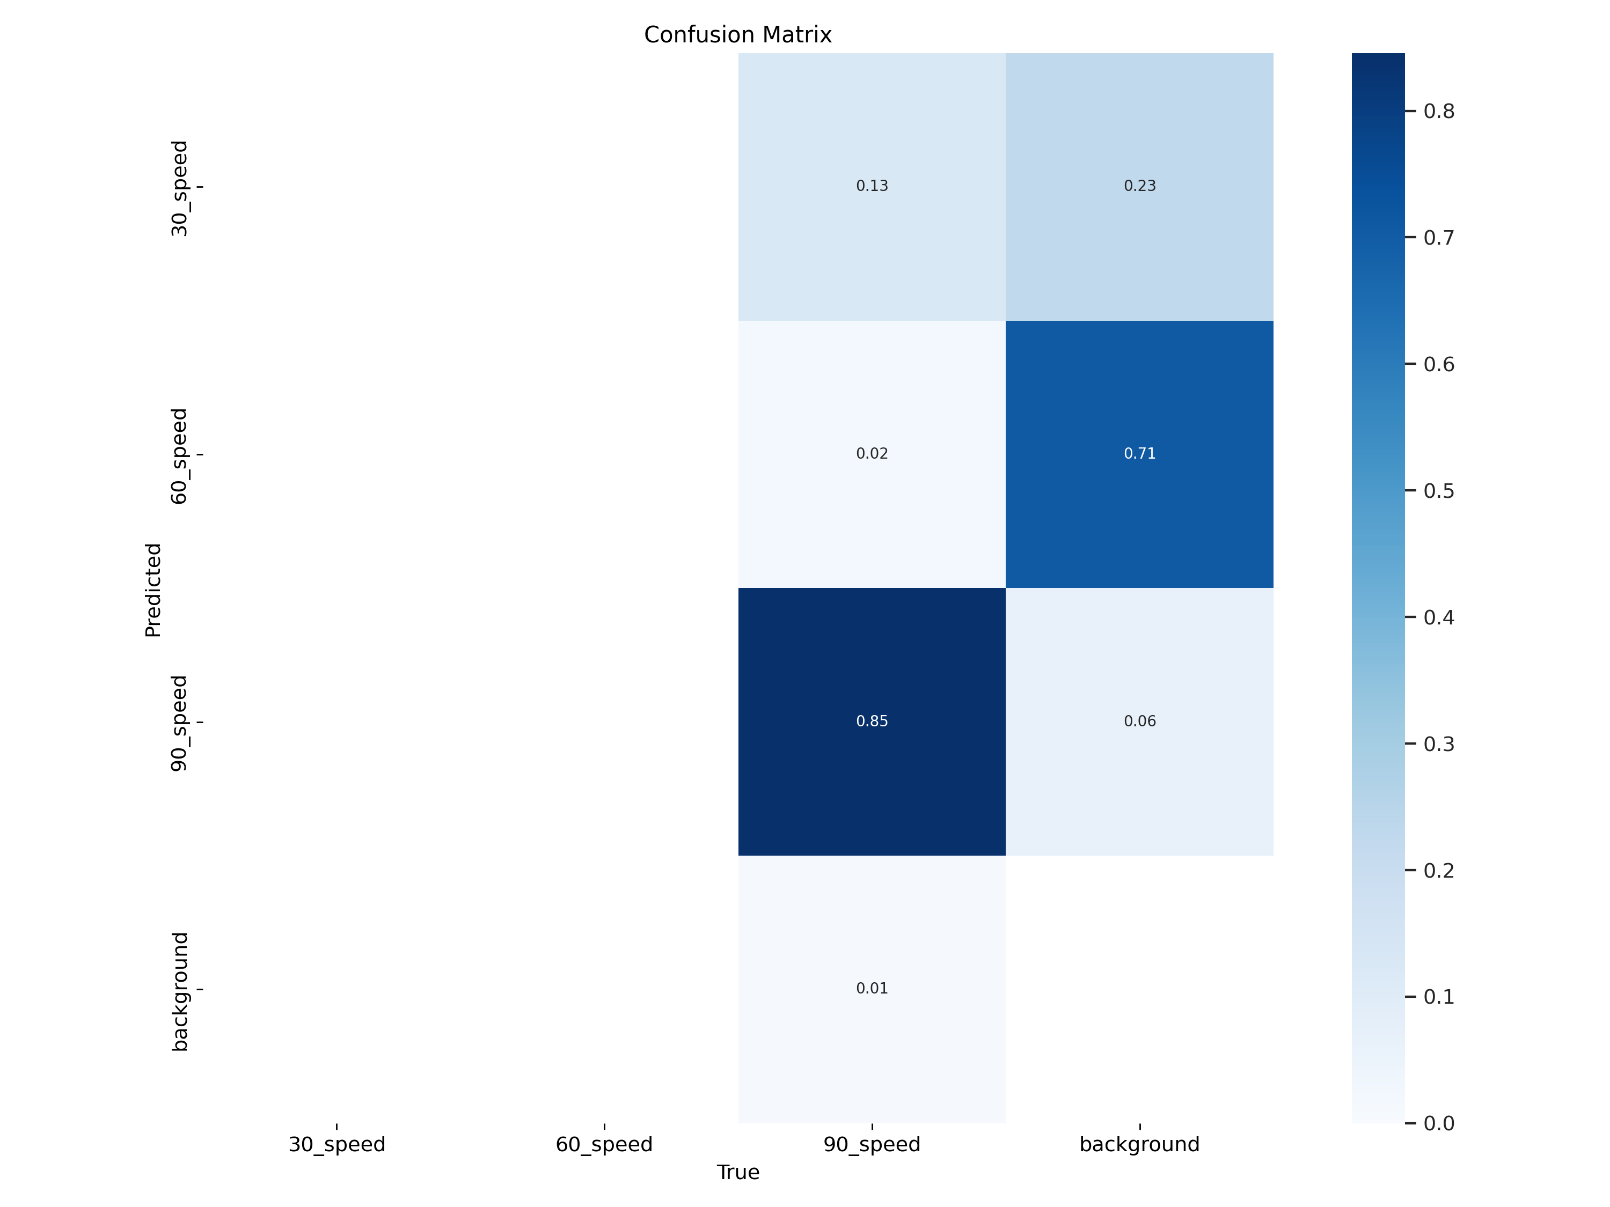 Confusion Matrix
30_speed
0.13
0.23
60_speed
0.02
0.71
90_speed
0.85
0.06
background
0.01
Predicted
30_speed
60_speed
90_speed
background
True
0.8
0.7
0.6
0.5
0.4
0.3
0.2
0.1
0.0